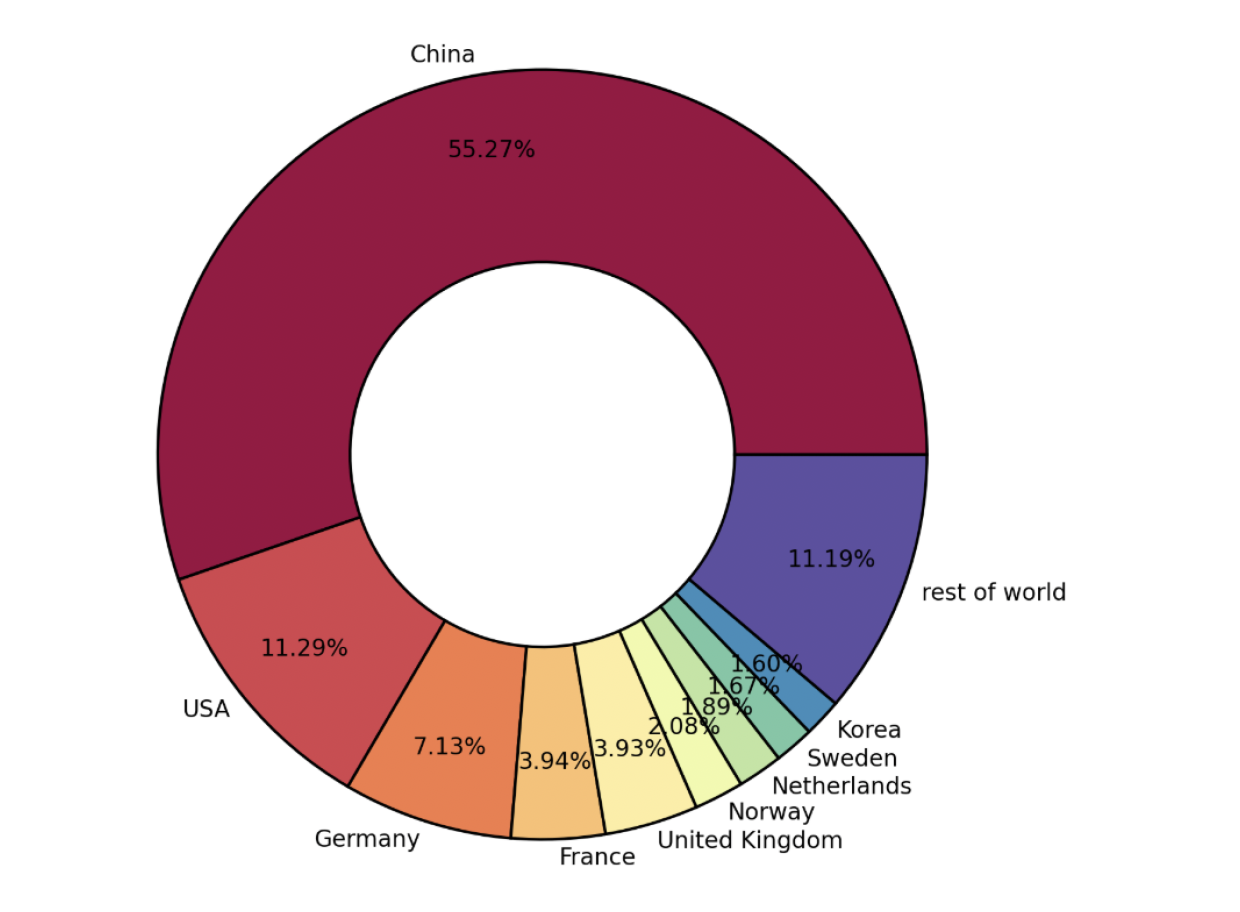 China
55.27%
11.19%
rest of world
11.29%
USA
7.13%
Germany
3.94%
France
3.93%
United Kingdom
2.08%
Norway
1.89%
Netherlands
1.67%
Sweden
1.60%
Korea